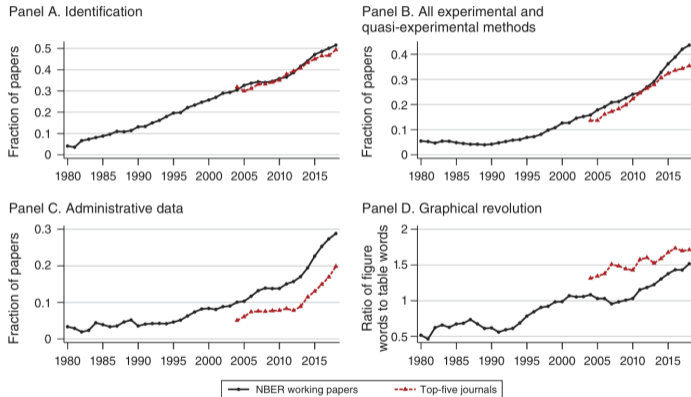 Panel A. Identification
Fraction of papers
0.5
0.4
0.3
0.2
0.1
0
1980 1985 1990 1995 2000 2005 2010 2015
Panel B. All experimental and
quasi-experimental methods
Fraction of papers
0.4
0.3
0.2
0.1
0
1980 1985 1990 1995 2000 2005 2010 2015
Panel C. Administrative data
Fraction of papers
0.3
0.2
0.1
0
1980 1985 1990 1995 2000 2005 2010 2015
Panel D. Graphical revolution
Ratio of figure
words to table words
2
1.5
1
0.5
1980 1985 1990 1995 2000 2005 2010 2015
NBER working papers Top-five journals